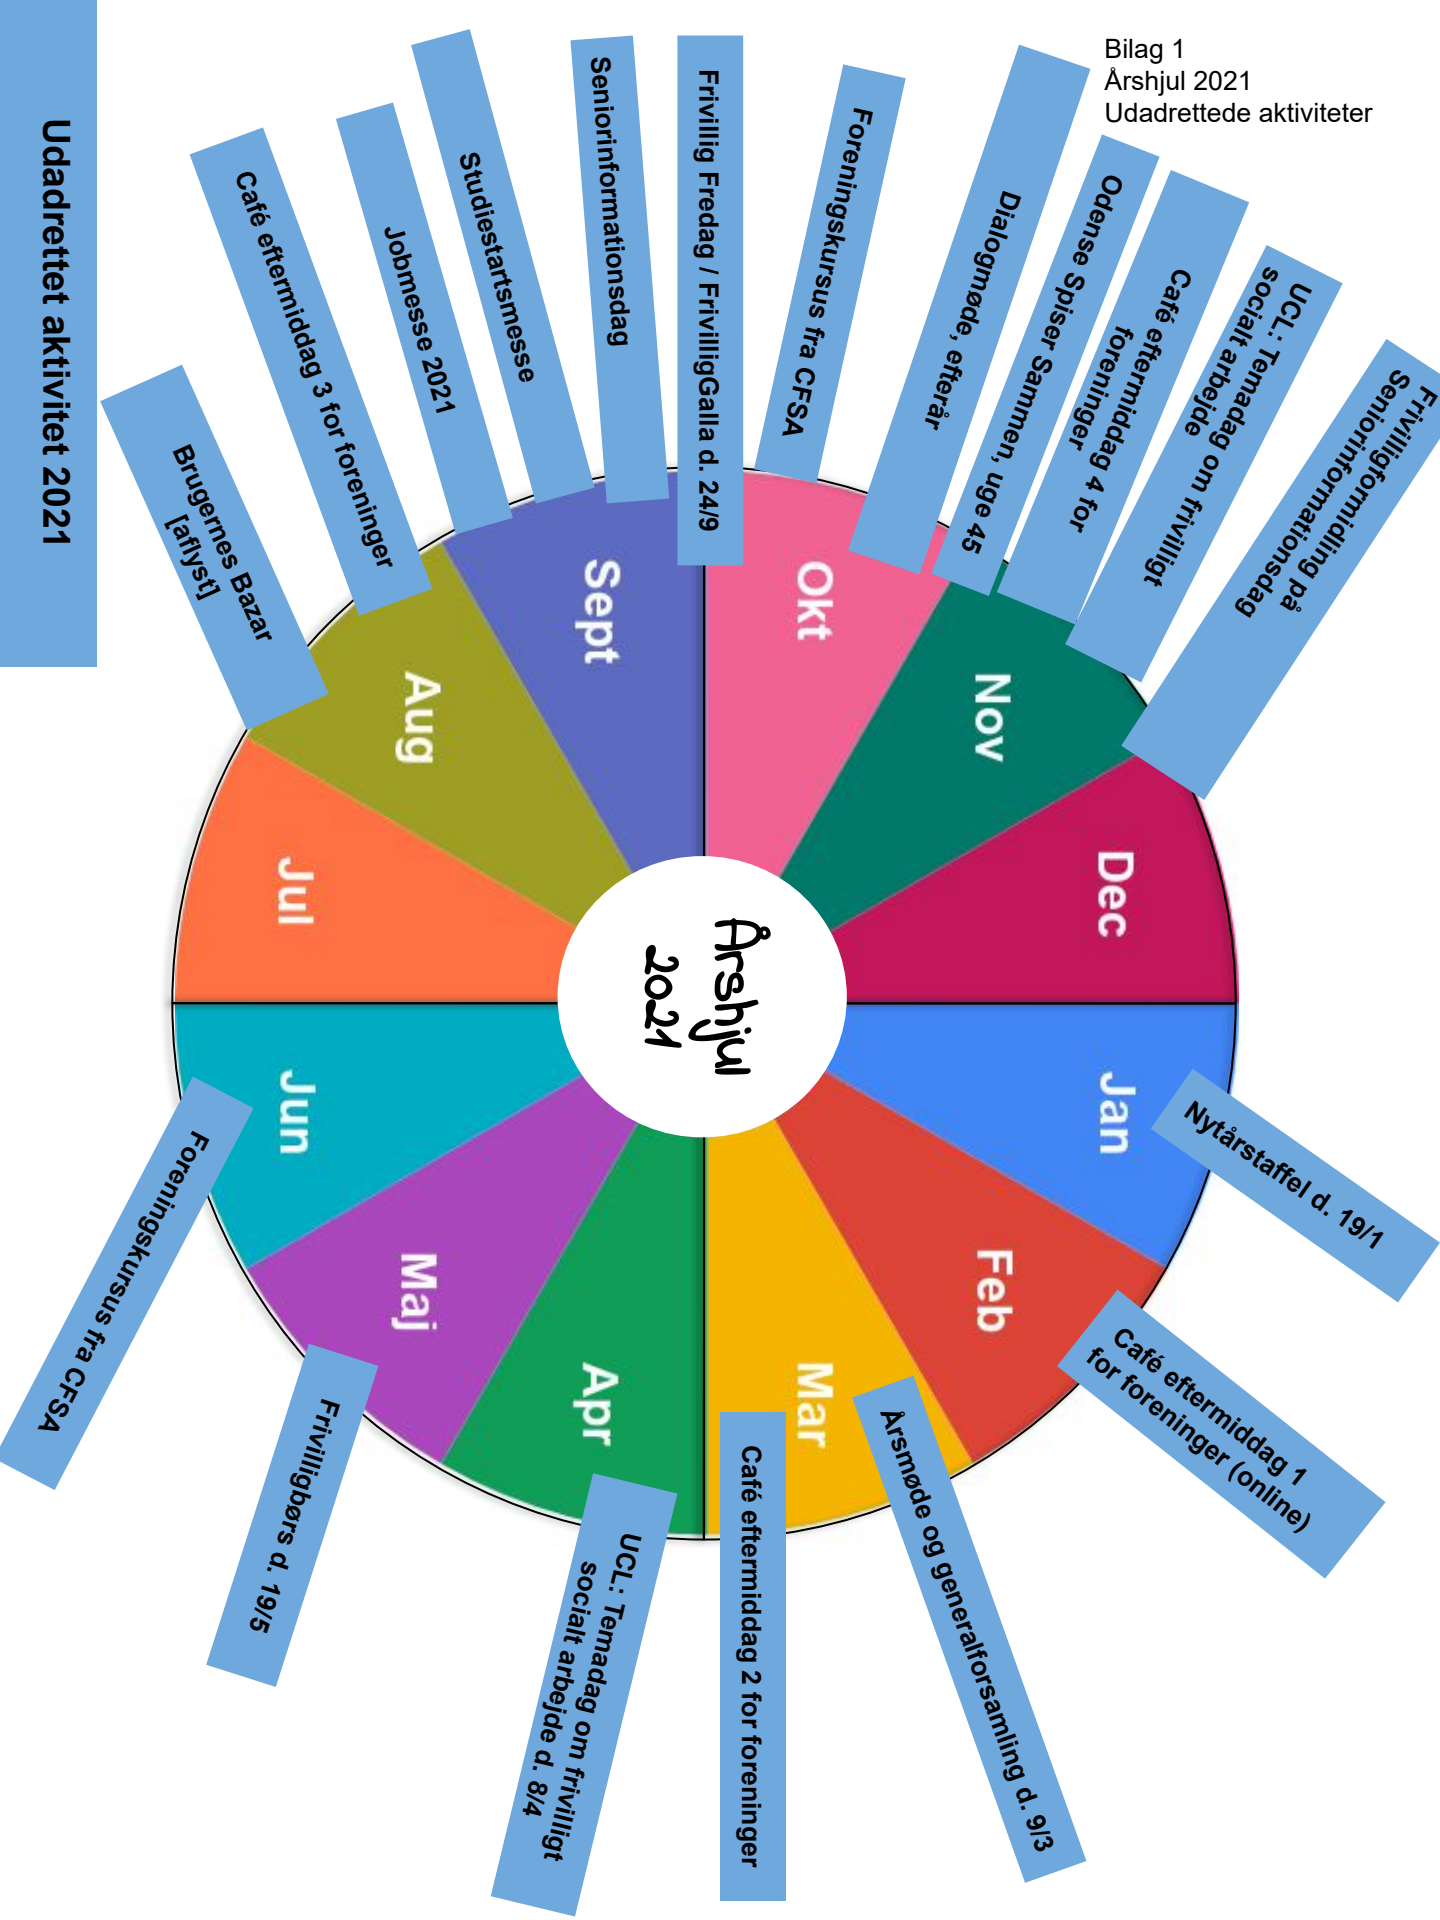 Bilag 1
Årshjul 2021
Udadrettede aktiviteter
Udadrettet aktivitet 2021
Årshjul
2021
Jan
Feb
Mar
Apr
Maj
Jun
Jul
Aug
Sept
Okt
Nov
Dec
Nytårstaffel d. 19/1
Café eftermiddag 1
for foreninger (online)
Årsmøde og generalforsamling d. 9/3
Café eftermiddag 2 for foreninger
UCL: Temadag om frivilligt
socialt arbejde d. 8/4
Frivilligbørs d. 19/5
Foreningskursus fra CFSA
Brugernes Bazar
[aflyst]
Café eftermiddag 3 for foreninger
Jobmesse 2021
Studiestartsmesse
Seniorinformationsdag
Frivillig Fredag / FrivilligGalla d. 24/9
Foreningskursus fra CFSA
Dialogmøde, efterår
Odense Spiser Sammen, uge 45
Café eftermiddag 4 for
foreninger
UCL: Temadag om frivilligt
socialt arbejde
Frivilligformidling på
Seniorinformationsdag